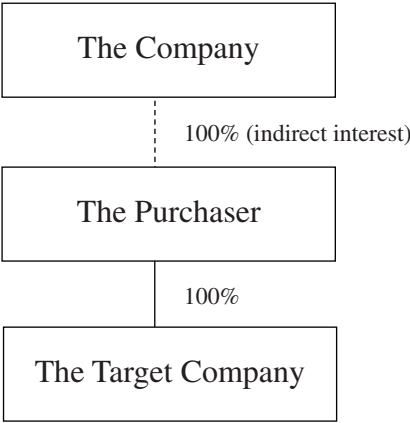 The Company
100% (indirect interest)
The Purchaser
100%
The Target Company